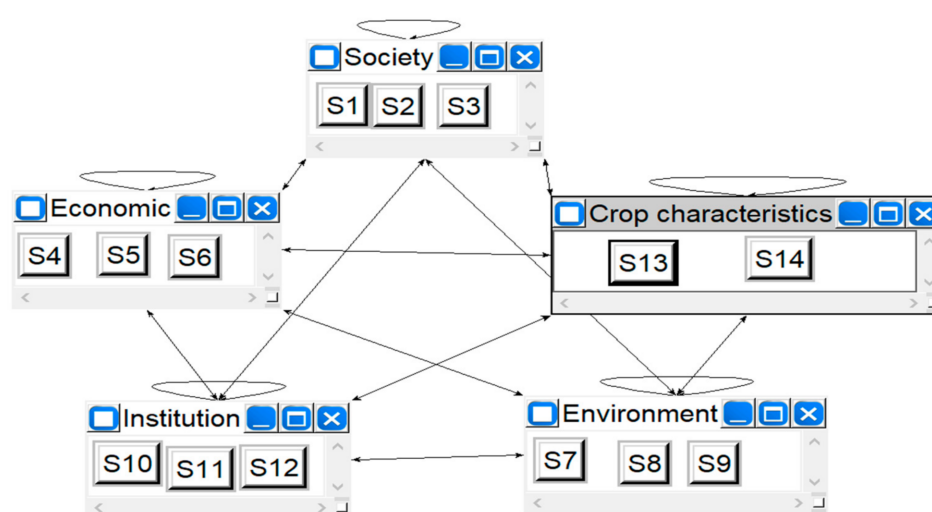 Society
S1 S2 S3
Economic
S4 S5 S6
Crop characteristics
S13 S14
Institution
S10 S11 S12
Environment
S7 S8 S9